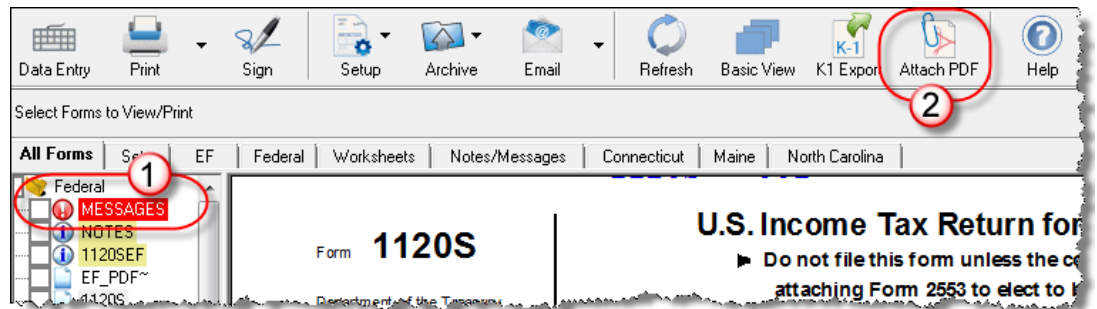 Data Entry Print Sign Setup Archive Email Refresh Basic View K1 Export Attach PDF Help
K-1
2
Select Forms to View/Print
All Forms EF Federal Worksheets Notes/Messages Connecticut Maine North Carolina
1
Federal
MESSAGES
NOTES
1120SEF
EF_PDF~
1120S
Form 1120S
U.S. Income Tax Return for
Do not file this form unless the
attaching Form 2553 to elect to
Department of the Treasury